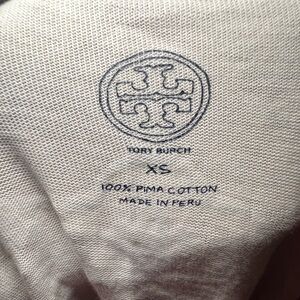 TORY BURCH
XS
100% PIMA COTTON
MADE IN PERU